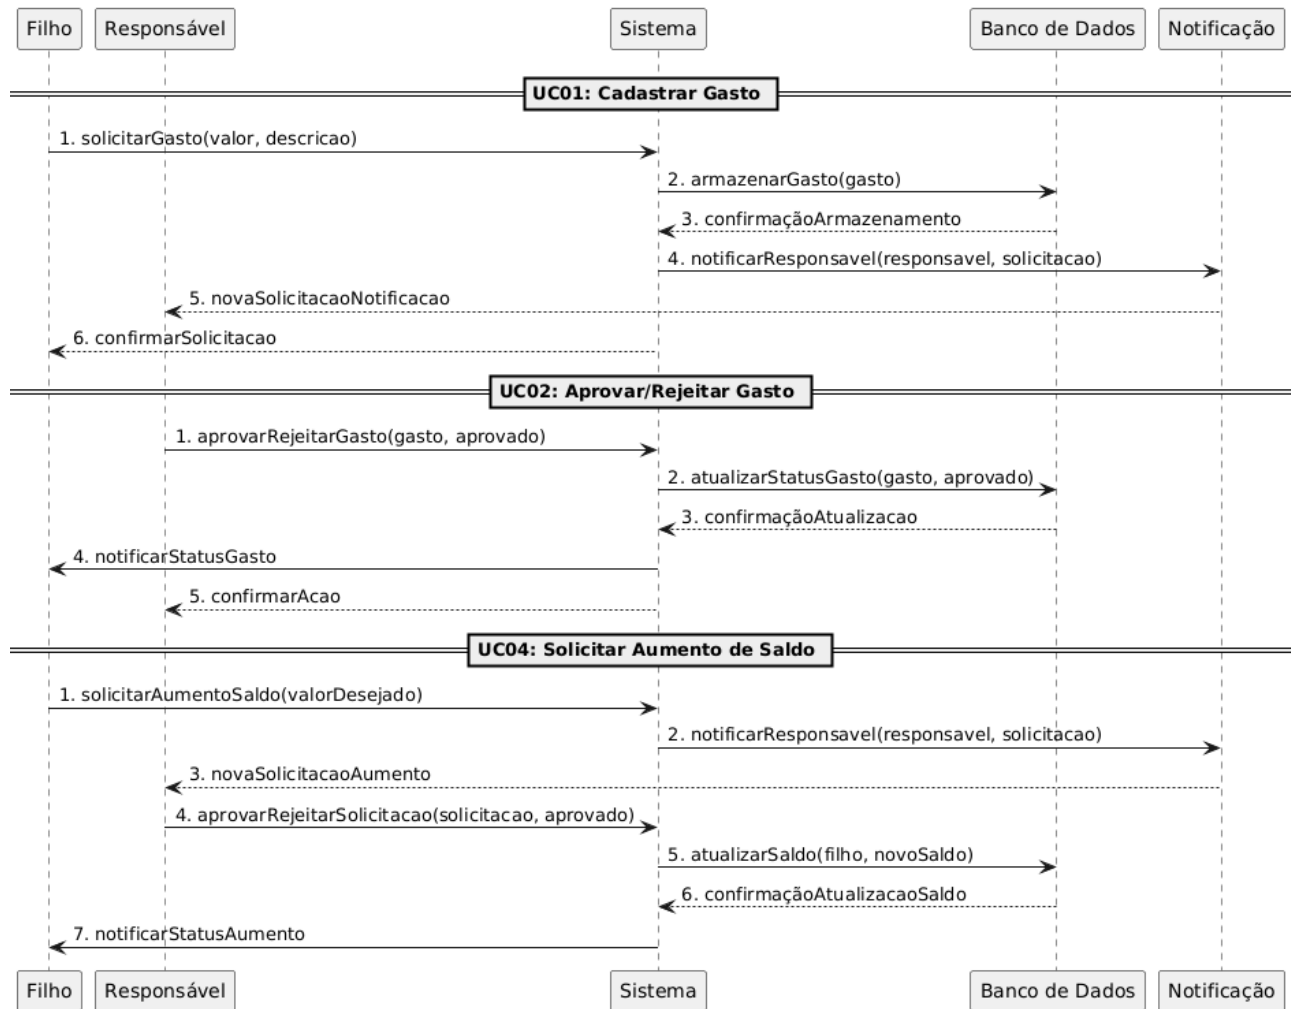 Filho
Responsável
Sistema
Banco de Dados
Notificação
UC01: Cadastrar Gasto
1. solicitarGasto(valor, descricao)
2. armazenarGasto(gasto)
3. confirmaçãoArmazenamento
4. notificarResponsavel(responsavel, solicitacao)
5. novaSolicitacaoNotificacao
6. confirmarSolicitacao
UC02: Aprovar/Rejeitar Gasto
1. aprovarRejeitarGasto(gasto, aprovado)
2. atualizarStatusGasto(gasto, aprovado)
3. confirmaçãoAtualizacao
4. notificarStatusGasto
5. confirmarAcao
UC04: Solicitar Aumento de Saldo
1. solicitarAumentoSaldo(valorDesejado)
2. notificarResponsavel(responsavel, solicitacao)
3. novaSolicitacaoAumento
4. aprovarRejeitarSolicitacao(solicitacao, aprovado)
5. atualizarSaldo(filho, novoSaldo)
6. confirmaçãoAtualizacaoSaldo
7. notificarStatusAumento
Filho
Responsável
Sistema
Banco de Dados
Notificação